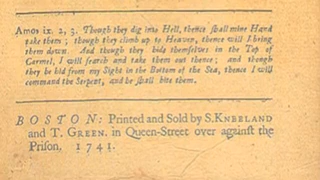 Amos ix. 2, 3. Though they dig into Hell, thence shall mine Hand
take them; though they climb up to Heaven, thence will I bring
them down. And though they hide themselves in the Top of
Carmel, I will search and take them out thence; and though
they be hid from my Sight in the Bottom of the Sea, thence I will
command the Serpent, and he shall bite them.
BOSTON: Printed and Sold by S. KNEELAND
and T. GREEN. in Queen-Street over against the
Prison. 1741.